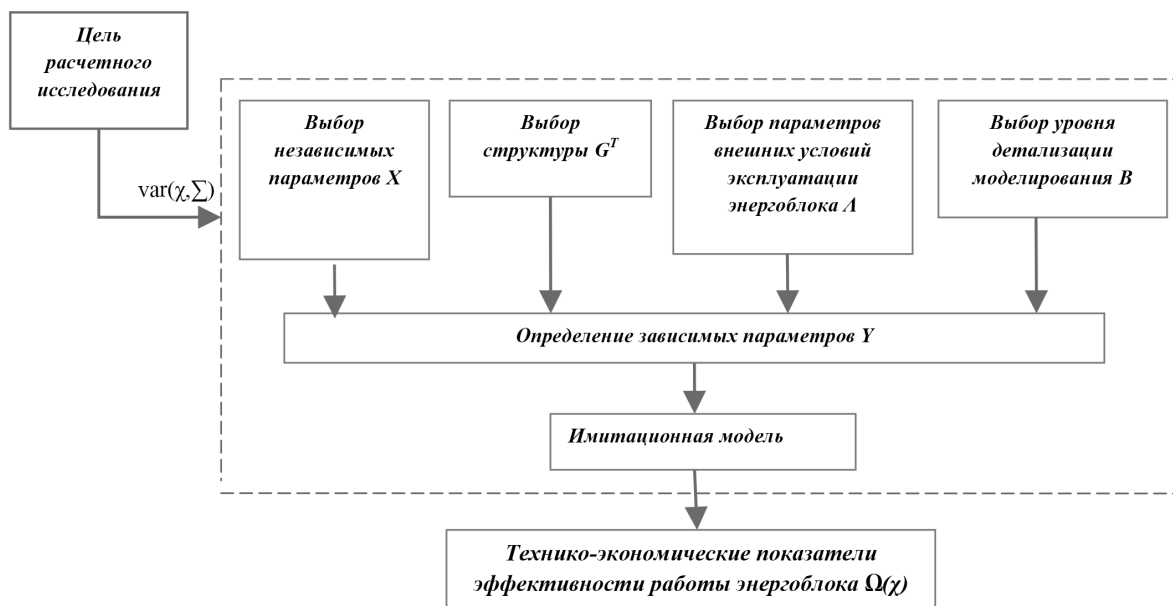 Цель
расчетного
исследования
var(χ,∑)
Выбор
независимых
параметров X
Выбор
структуры Gᵀ
Выбор параметров
внешних условий
эксплуатации
энергоблока Λ
Выбор уровня
детализации
моделирования B
Определение зависимых параметров Y
Имитационная модель
Технико-экономические показатели
эффективности работы энергоблока Ω(χ)